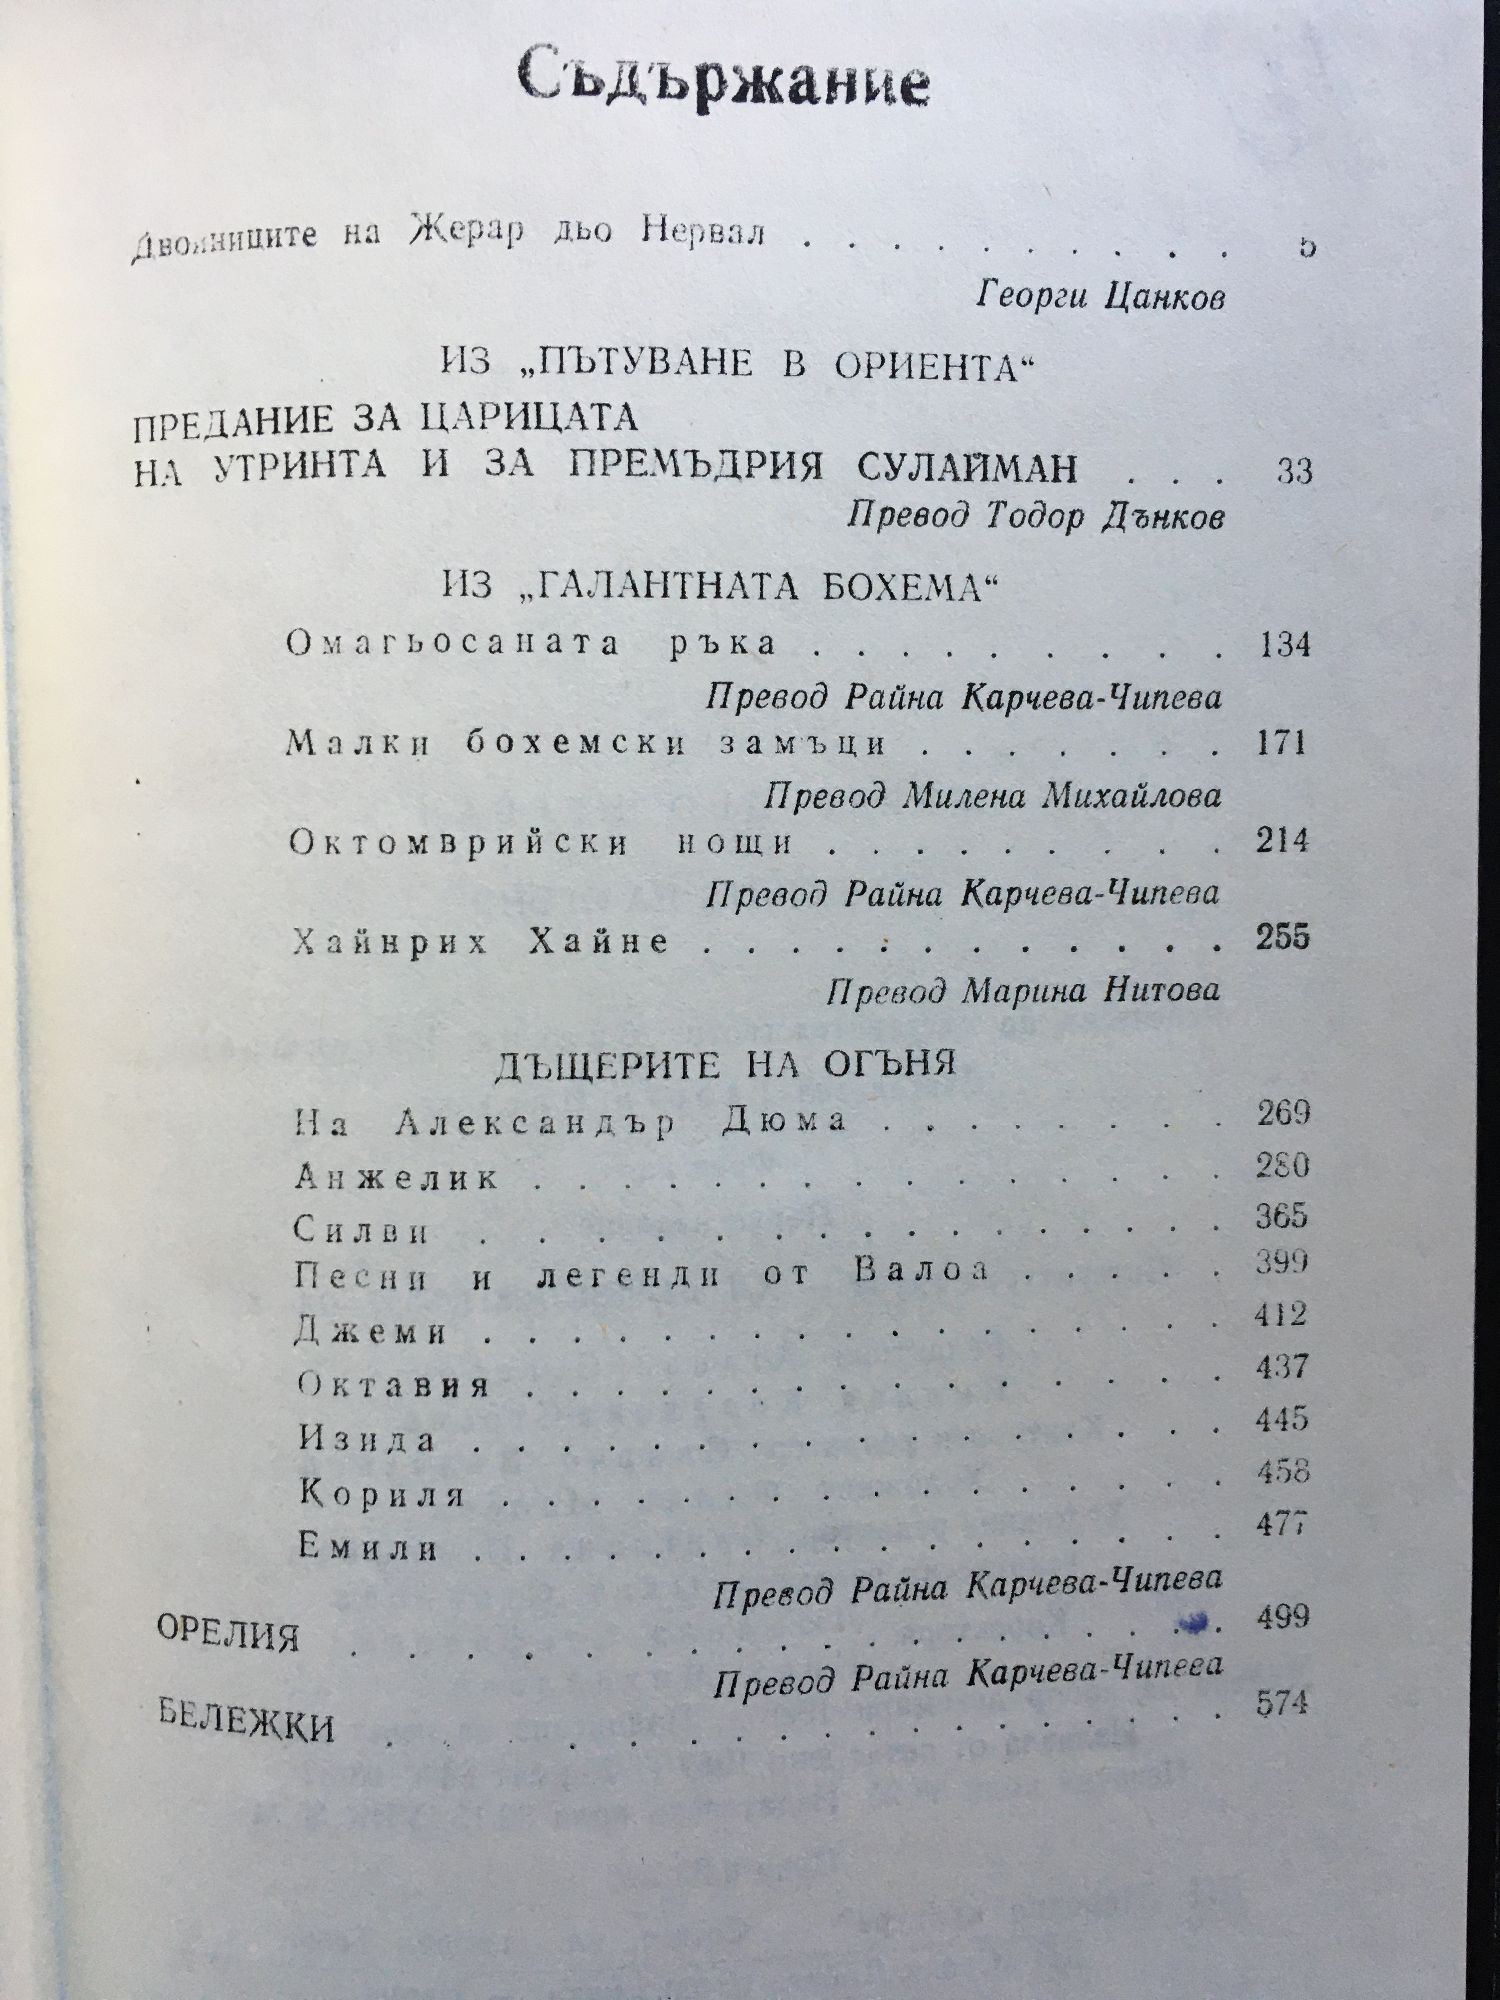 Съдържание
Двойниците на Жерар дьо Нервал . . . . . . . . . . 5
Георги Цанков
ИЗ „ПЪТУВАНЕ В ОРИЕНТА“
ПРЕДАНИЕ ЗА ЦАРИЦАТА
НА УТРИНТА И ЗА ПРЕМЪДРИЯ СУЛАЙМАН . . . 33
Превод Тодор Дънков
ИЗ „ГАЛАНТНАТА БОХЕМА“
Омагьосаната ръка . . . . . . . . . . 134
Превод Райна Карчева-Чипева
Малки бохемски замъци . . . . . . . 171
Превод Милена Михайлова
Октомврийски нощи . . . . . . . . . 214
Превод Райна Карчева-Чипева
Хайнрих Хайне . . . . . . . . . . . . 255
Превод Марина Нитова
ДЪЩЕРИТЕ НА ОГЪНЯ
На Александър Дюма . . . . . . . . 269
Анжелик . . . . . . . . . . . . . . . 280
Силви . . . . . . . . . . . . . . . 365
Песни и легенди от Валоа . . . . . 399
Джеми . . . . . . . . . . . . . . . . 412
Октавия . . . . . . . . . . . . . . . 437
Изида . . . . . . . . . . . . . . . . 445
Кориля . . . . . . . . . . . . . . . 458
Емили . . . . . . . . . . . . . . . . 477
Превод Райна Карчева-Чипева
ОРЕЛИЯ . . . . . . . . . . . . . . . . . . 499
Превод Райна Карчева-Чипева
БЕЛЕЖКИ . . . . . . . . . . . . . . . . . 574